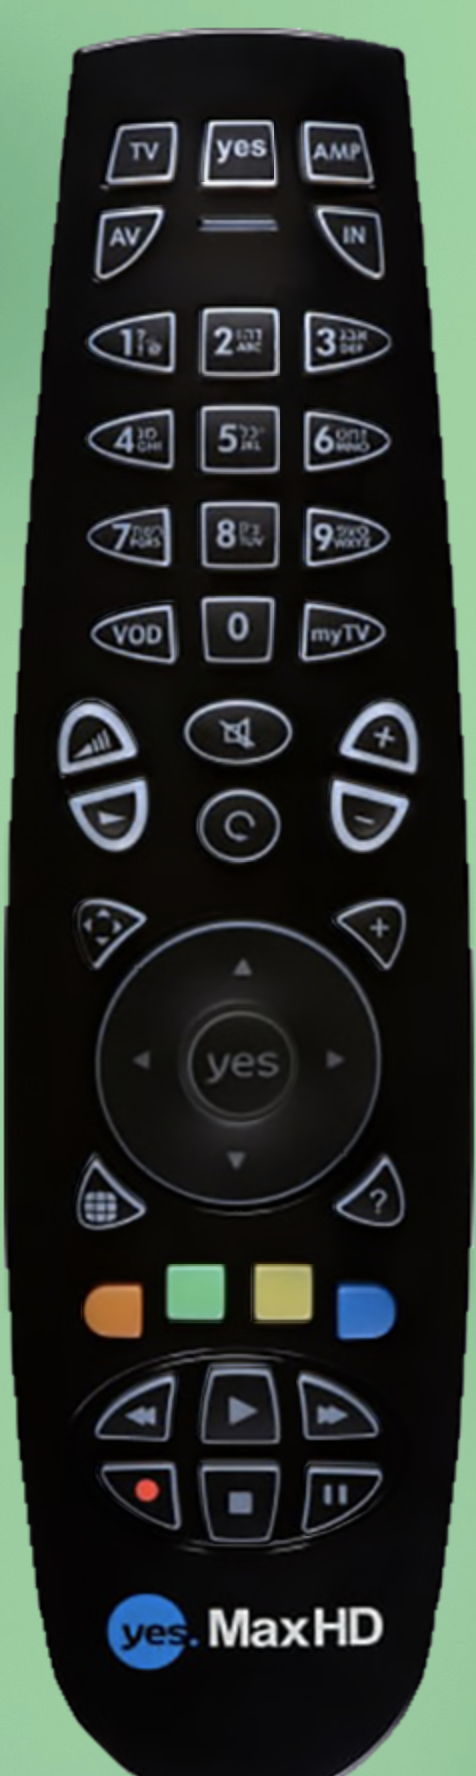 TV yes AMP
AV IN
1 2 ABC 3 אבג DEF
4 GHI 5 JKL 6 MNO
7 PQRS 8 TUV 9 WXYZ
VOD 0 myTV
+
-
+
yes
?
yes. MaxHD